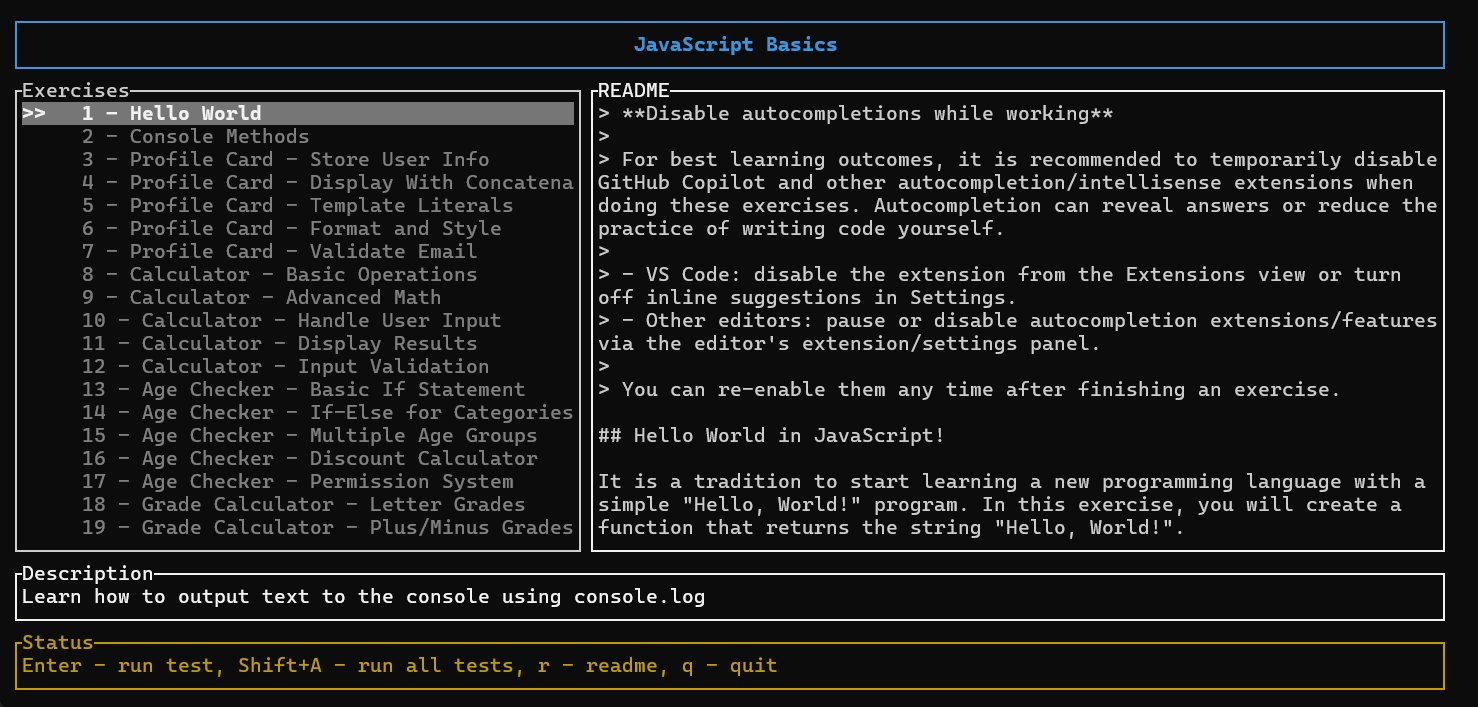 JavaScript Basics
Exercises
>> 1 - Hello World
2 - Console Methods
3 - Profile Card - Store User Info
4 - Profile Card - Display With Concatena
5 - Profile Card - Template Literals
6 - Profile Card - Format and Style
7 - Profile Card - Validate Email
8 - Calculator - Basic Operations
9 - Calculator - Advanced Math
10 - Calculator - Handle User Input
11 - Calculator - Display Results
12 - Calculator - Input Validation
13 - Age Checker - Basic If Statement
14 - Age Checker - If-Else for Categories
15 - Age Checker - Multiple Age Groups
16 - Age Checker - Discount Calculator
17 - Age Checker - Permission System
18 - Grade Calculator - Letter Grades
19 - Grade Calculator - Plus/Minus Grades
README
> **Disable autocompletions while working**
>
> For best learning outcomes, it is recommended to temporarily disable
GitHub Copilot and other autocompletion/intellisense extensions when
doing these exercises. Autocompletion can reveal answers or reduce the
practice of writing code yourself.
>
> - VS Code: disable the extension from the Extensions view or turn
off inline suggestions in Settings.
> - Other editors: pause or disable autocompletion extensions/features
via the editor's extension/settings panel.
>
> You can re-enable them any time after finishing an exercise.
## Hello World in JavaScript!
It is a tradition to start learning a new programming language with a
simple "Hello, World!" program. In this exercise, you will create a
function that returns the string "Hello, World!".
Description
Learn how to output text to the console using console.log
Status
Enter - run test, Shift+A - run all tests, r - readme, q - quit